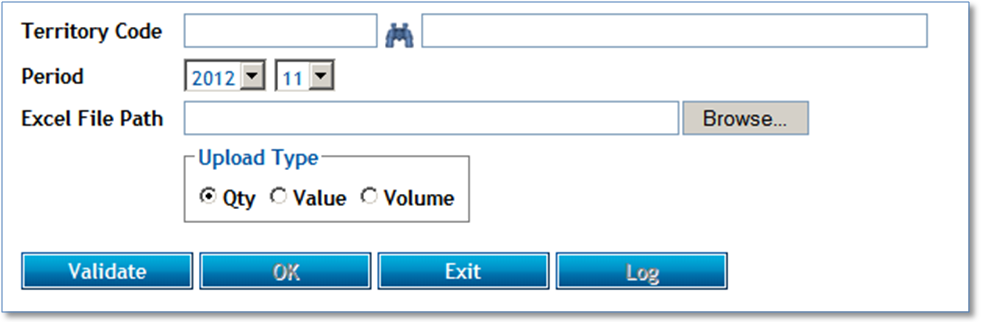 Territory Code
Period 2012 11
Excel File Path Browse...
Upload Type
Qty Value Volume
Validate OK Exit Log